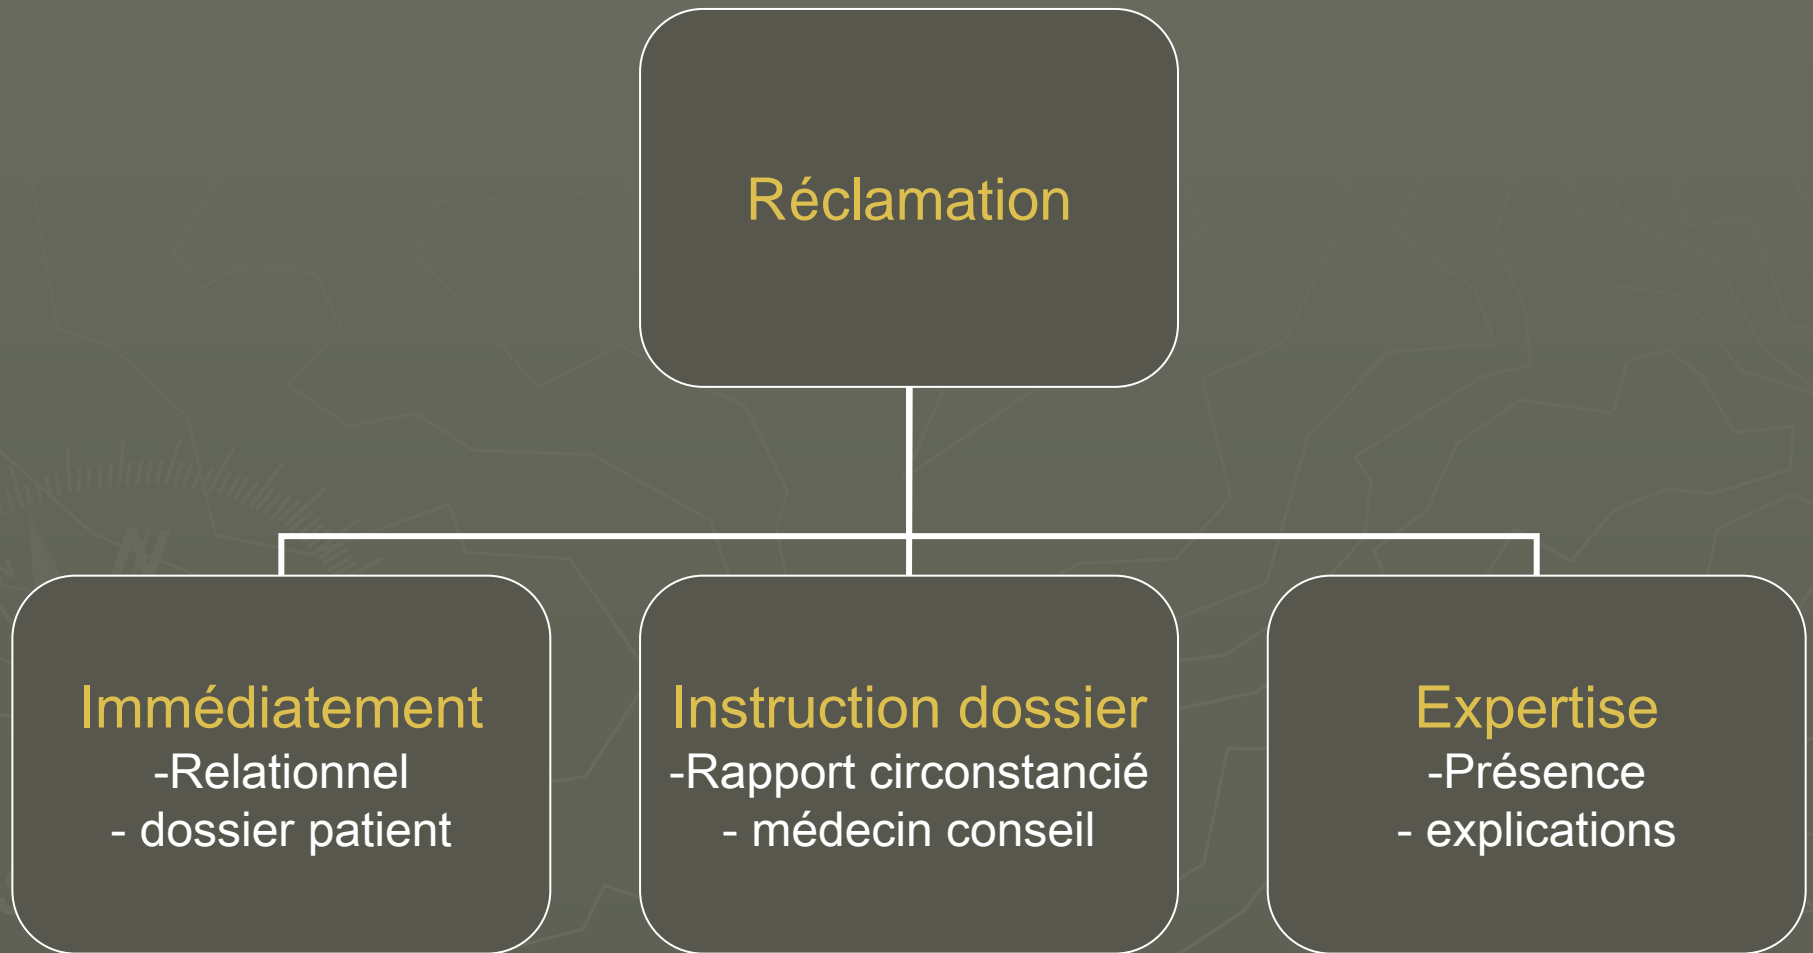 Réclamation
Immédiatement
-Relationnel
- dossier patient
Instruction dossier
-Rapport circonstancié
- médecin conseil
Expertise
-Présence
- explications
N